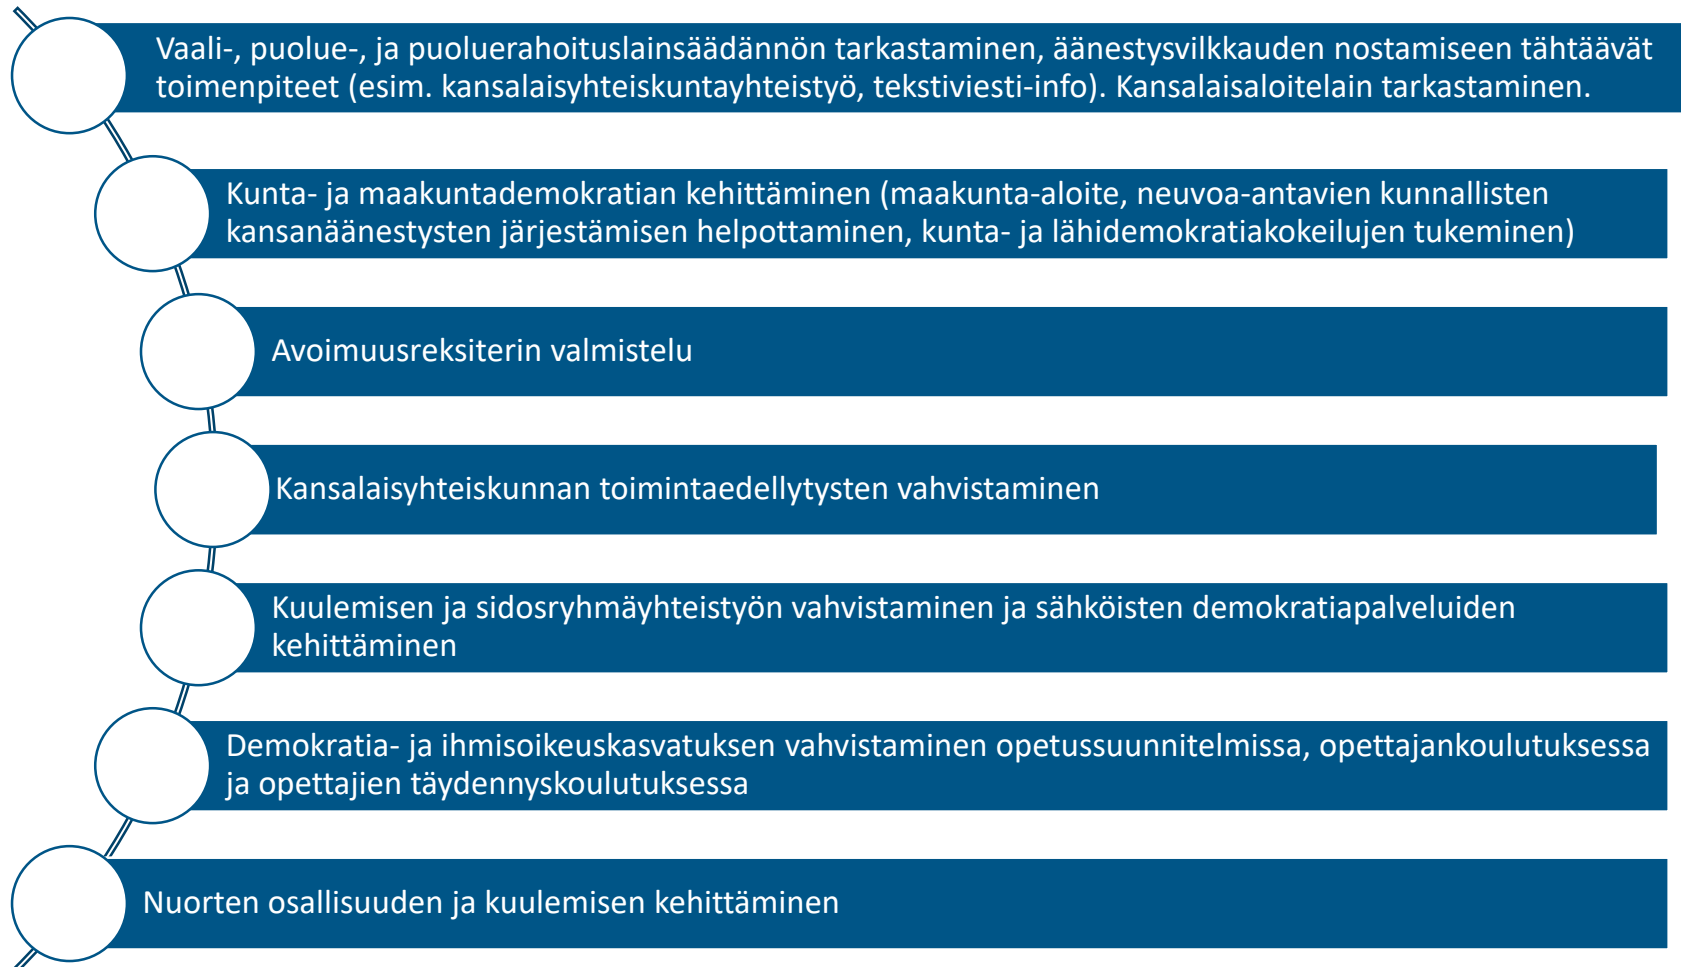 Vaali-, puolue-, ja puoluerahoituslainsäädännön tarkastaminen, äänestysvilkkauden nostamiseen tähtäävät
toimenpiteet (esim. kansalaisyhteiskuntayhteistyö, tekstiviesti-info). Kansalaisaloitelain tarkastaminen.
Kunta- ja maakuntademokratian kehittäminen (maakunta-aloite, neuvoa-antavien kunnallisten
kansanäänestysten järjestämisen helpottaminen, kunta- ja lähidemokratiakokeilujen tukeminen)
Avoimuusreksiterin valmistelu
Kansalaisyhteiskunnan toimintaedellytysten vahvistaminen
Kuulemisen ja sidosryhmäyhteistyön vahvistaminen ja sähköisten demokratiapalveluiden
kehittäminen
Demokratia- ja ihmisoikeuskasvatuksen vahvistaminen opetussuunnitelmissa, opettajankoulutuksessa
ja opettajien täydennyskoulutuksessa
Nuorten osallisuuden ja kuulemisen kehittäminen